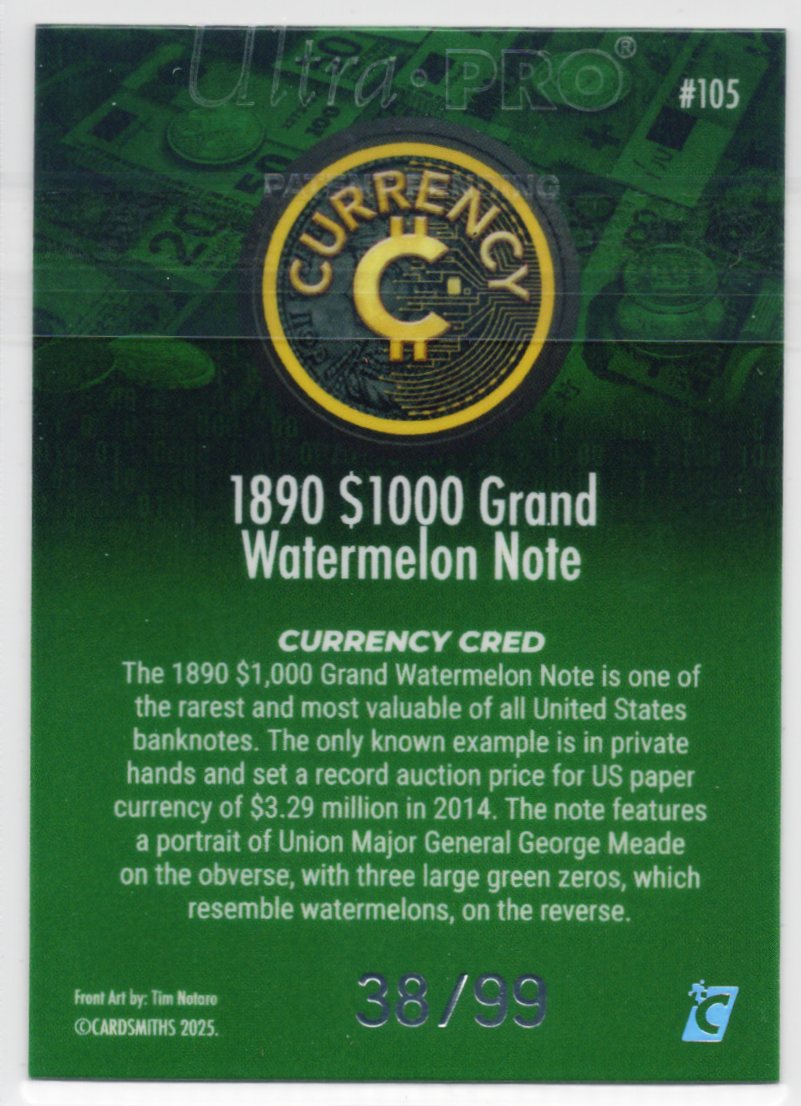 Ultra·PRO®
#105
PATENT PENDING
CURRENCY
C
1890 $1000 Grand
Watermelon Note
CURRENCY CRED
The 1890 $1,000 Grand Watermelon Note is one of
the rarest and most valuable of all United States
banknotes. The only known example is in private
hands and set a record auction price for US paper
currency of $3.29 million in 2014. The note features
a portrait of Union Major General George Meade
on the obverse, with three large green zeros, which
resemble watermelons, on the reverse.
38/99
Front Art by: Tim Notaro
©CARDSMITHS 2025.
C